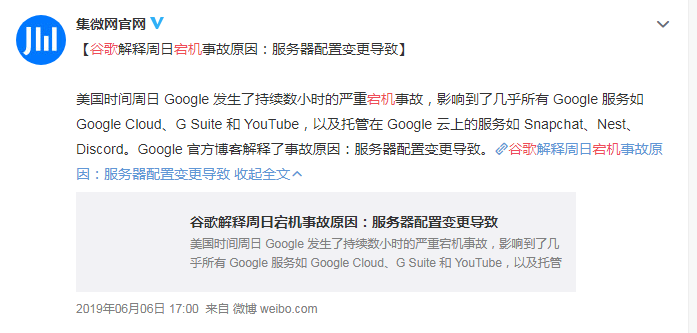 集微网官网
【谷歌解释周日宕机事故原因：服务器配置变更导致】
美国时间周日 Google 发生了持续数小时的严重宕机事故，影响到了几乎所有 Google 服务如
Google Cloud、G Suite 和 YouTube，以及托管在 Google 云上的服务如 Snapchat、Nest、
Discord。Google 官方博客解释了事故原因：服务器配置变更导致。谷歌解释周日宕机事故原
因：服务器配置变更导致 收起全文
谷歌解释周日宕机事故原因：服务器配置变更导致
美国时间周日 Google 发生了持续数小时的严重宕机事故，影响到了几
乎所有 Google 服务如 Google Cloud、G Suite 和 YouTube，以及托管
2019年06月06日 17:00 来自 微博 weibo.com